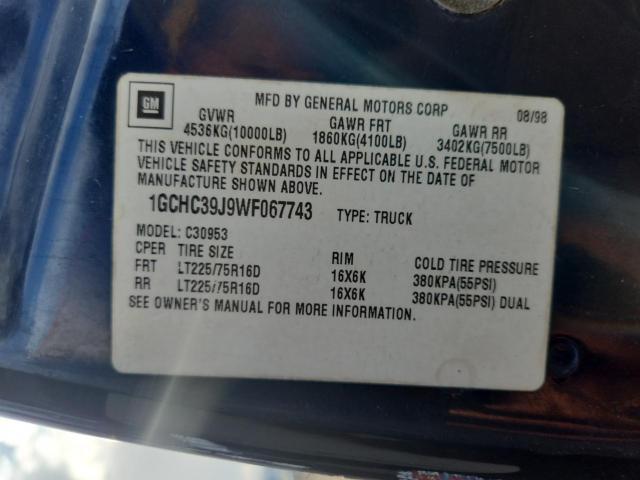 GM
MFD BY GENERAL MOTORS CORP 08/98
GVWR GAWR FRT GAWR RR
4536KG(10000LB) 1860KG(4100LB) 3402KG(7500LB)
THIS VEHICLE CONFORMS TO ALL APPLICABLE U.S. FEDERAL MOTOR
VEHICLE SAFETY STANDARDS IN EFFECT ON THE DATE OF
MANUFACTURE SHOWN ABOVE.
1GCHC39J9WF067743 TYPE: TRUCK
MODEL: C30953
CPER TIRE SIZE RIM COLD TIRE PRESSURE
FRT LT225/75R16D 16X6K 380KPA(55PSI)
RR LT225/75R16D 16X6K 380KPA(55PSI) DUAL
SEE OWNER'S MANUAL FOR MORE INFORMATION.